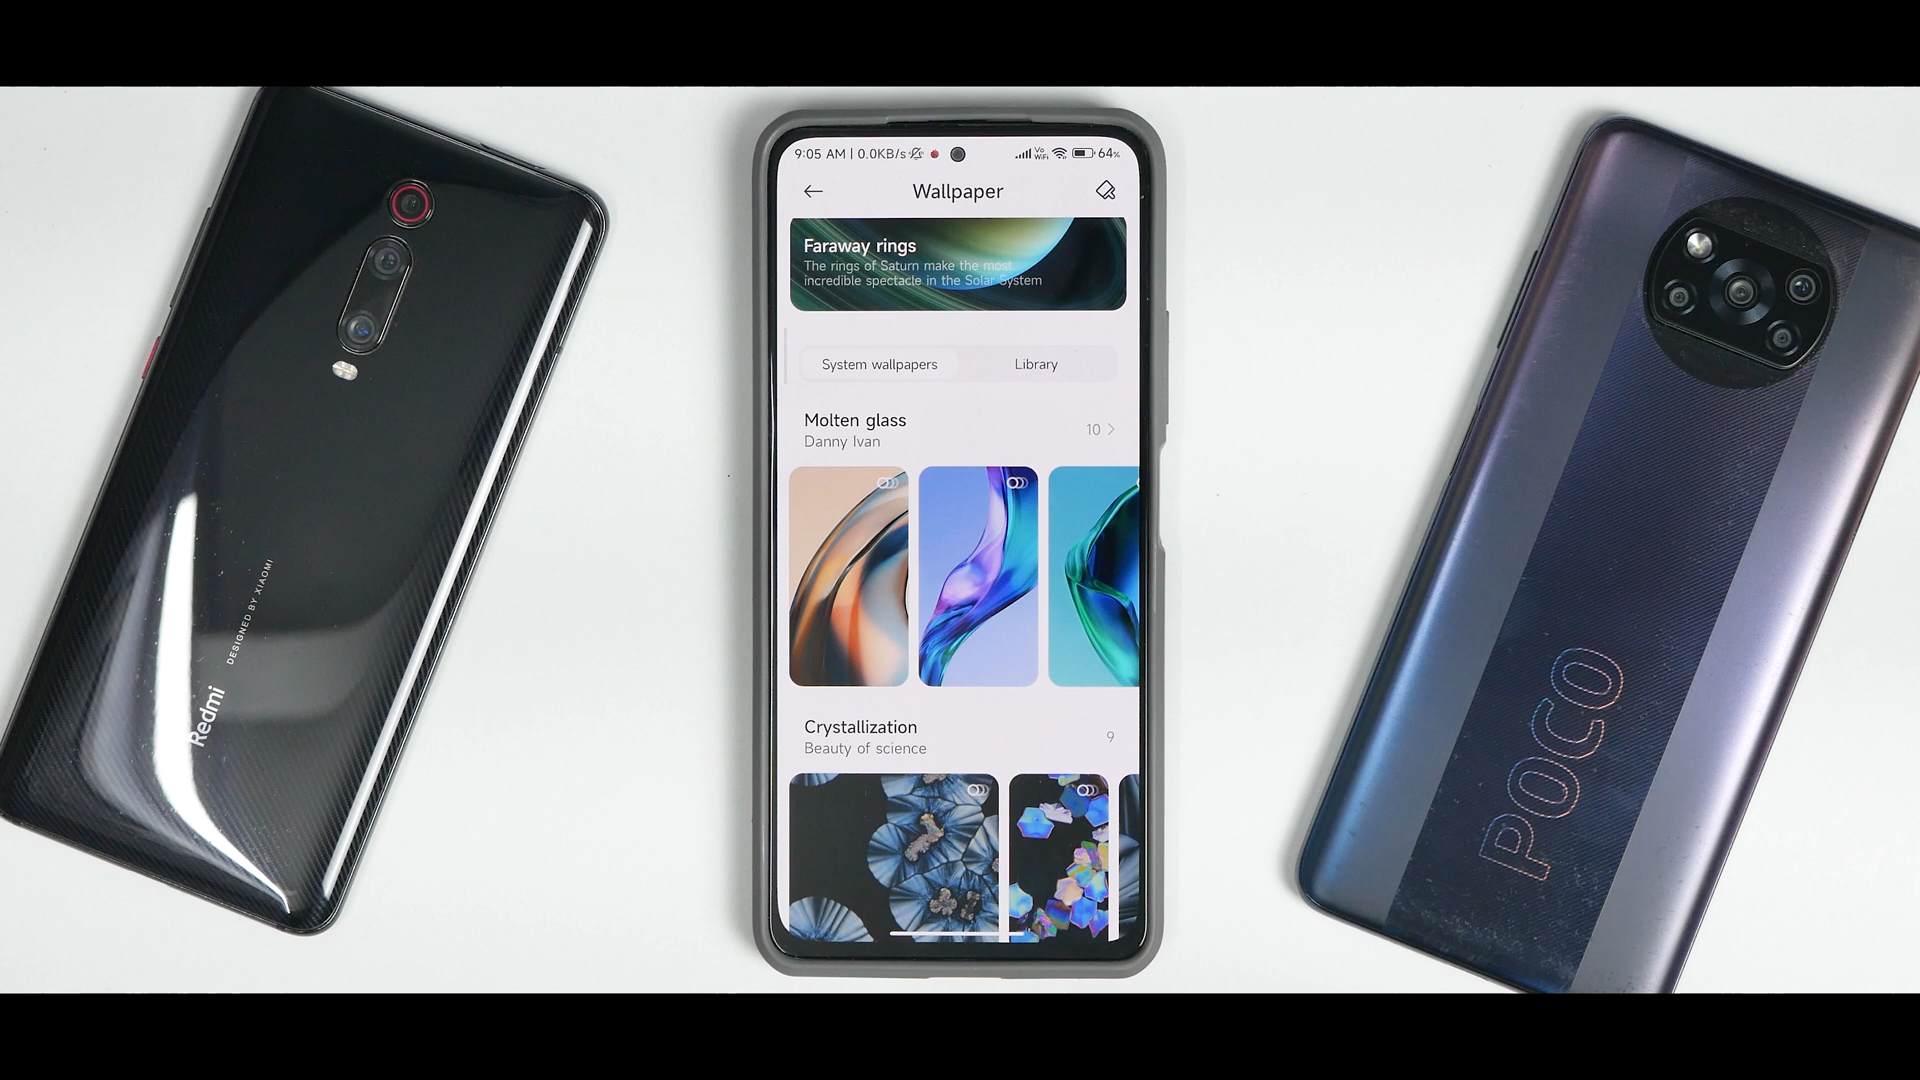 Redmi
DESIGNED BY XIAOMI
9:05 AM | 0.0KB/s
Vo
WiFi
64%
Wallpaper
Faraway rings
The rings of Saturn make the most
incredible spectacle in the Solar System
System wallpapers
Library
Molten glass
Danny Ivan
10
Crystallization
Beauty of science
9
POCO